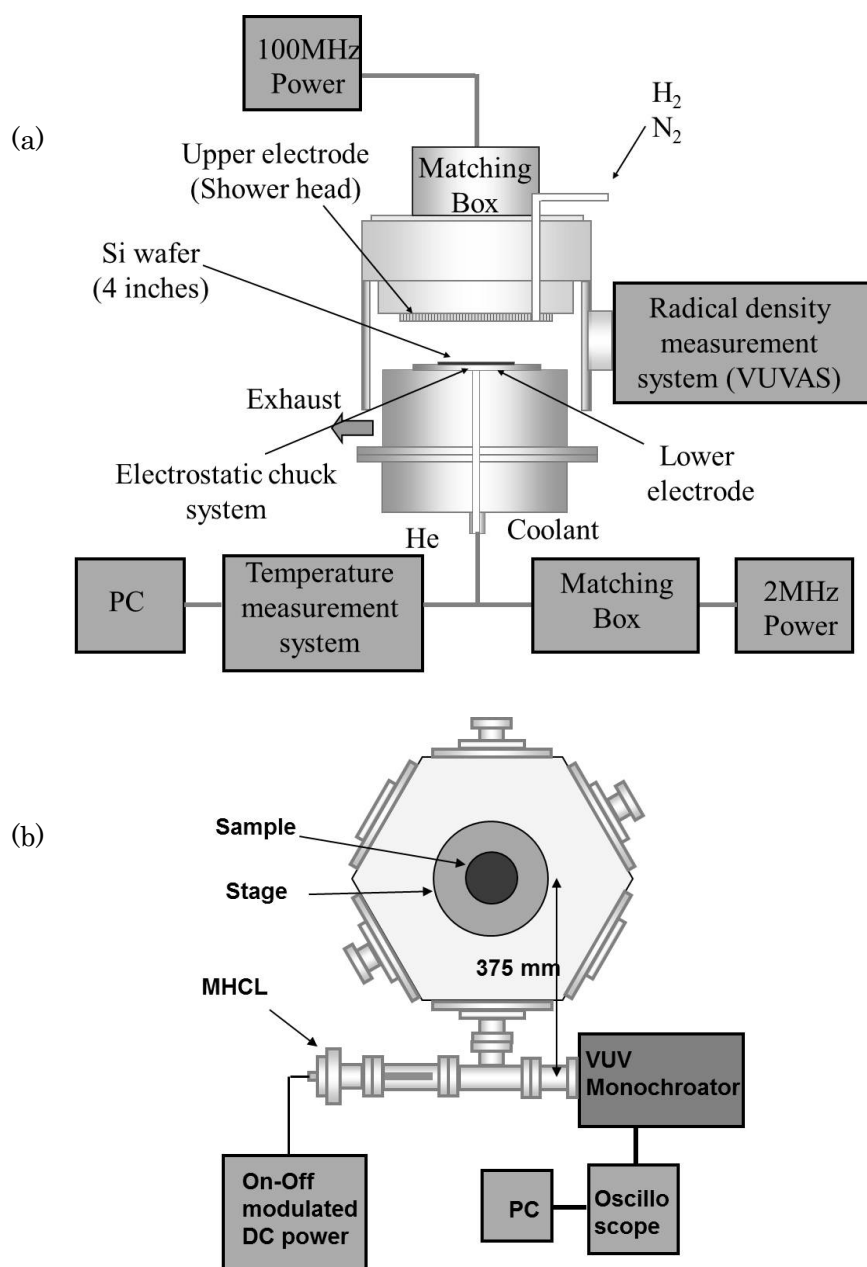 (a)
100MHz
Power
H₂
N₂
Upper electrode
(Shower head)
Matching
Box
Si wafer
(4 inches)
Radical density
measurement
system (VUVAS)
Exhaust
Electrostatic chuck
system
Lower
electrode
He
Coolant
PC
Temperature
measurement
system
Matching
Box
2MHz
Power
(b)
Sample
Stage
375 mm
MHCL
VUV
Monochroator
On-Off
modulated
DC power
PC
Oscillo
scope